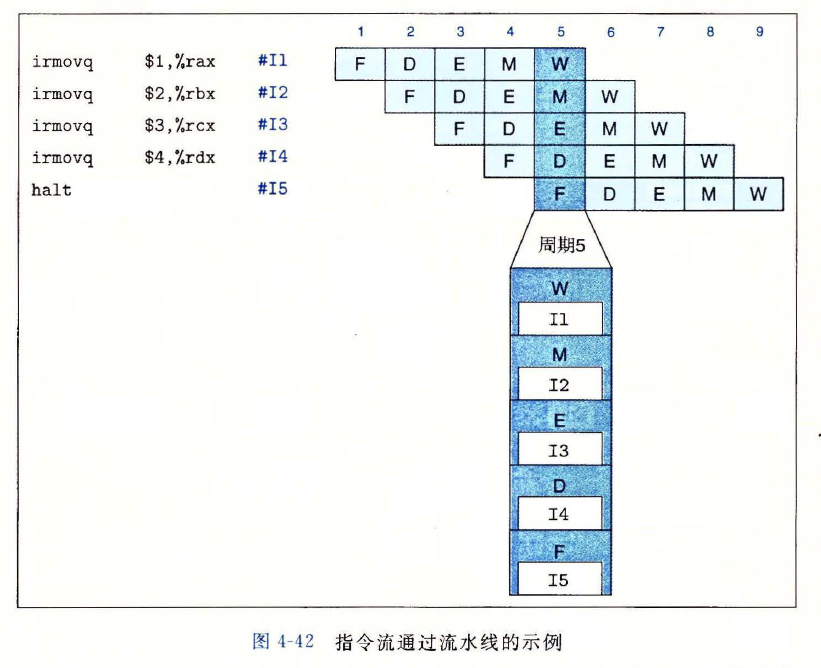 1 2 3 4 5 6 7 8 9
irmovq $1,%rax #I1 F D E M W
irmovq $2,%rbx #I2 F D E M W
irmovq $3,%rcx #I3 F D E M W
irmovq $4,%rdx #I4 F D E M W
halt #I5 F D E M W
周期5
W
I1
M
I2
E
I3
D
I4
F
I5
图 4-42 指令流通过流水线的示例